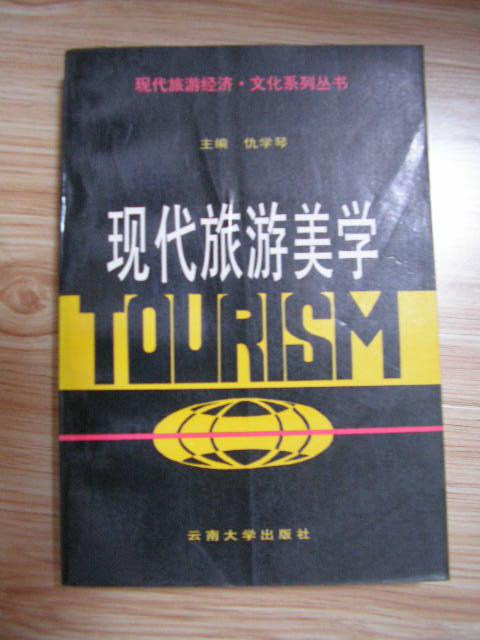 现代旅游经济·文化系列丛书
主编 仇学琴
现代旅游美学
TOURISM
云南大学出版社